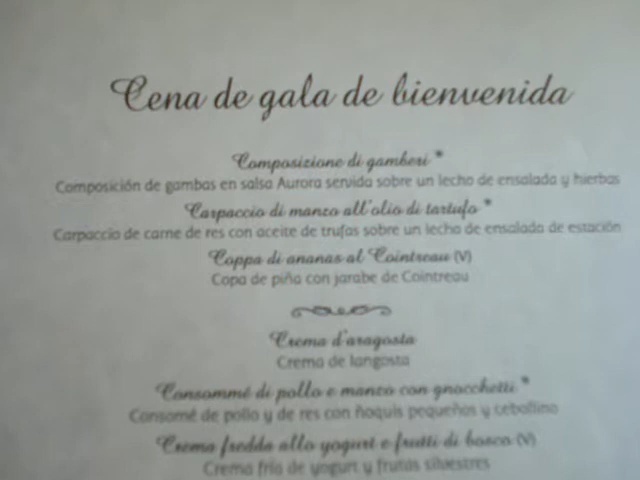 Cena de gala de bienvenida
Composizione di gamberi *
Composición de gambas en salsa Aurora servida sobre un lecho de ensalada y hierbas
Carpaccio di manzo all'olio di tartufo *
Carpaccio de carne de res con aceite de trufas sobre un lecho de ensalada de estación
Coppa di ananas al Cointreau (V)
Copa de piña con jarabe de Cointreau
Crema d'aragosta
Crema de langosta
Consommé di pollo e manzo con gnocchetti *
Consomé de pollo y de res con ñoquis pequeños y cebollino
Crema fredda allo yogurt e frutti di bosco (V)
Crema fría de yogurt y frutas silvestres